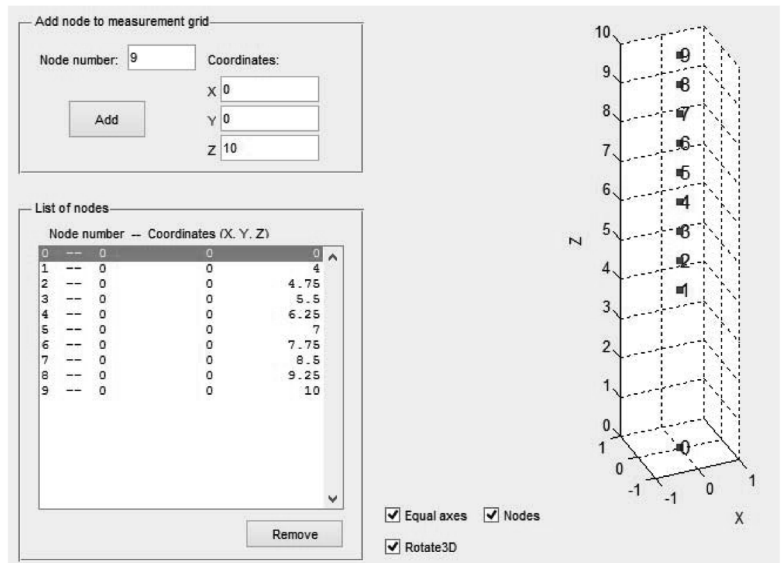 Add node to measurement grid
Node number: 9
Coordinates:
X 0
Add
Y 0
Z 10
List of nodes
Node number -- Coordinates (X, Y, Z)
0 -- 0 0 0
1 -- 0 0 4
2 -- 0 0 4.75
3 -- 0 0 5.5
4 -- 0 0 6.25
5 -- 0 0 7
6 -- 0 0 7.75
7 -- 0 0 8.5
8 -- 0 0 9.25
9 -- 0 0 10
Remove
10
9
8
7
6
5
4
3
2
1
0
Z
9
8
7
6
5
4
3
2
1
0
1
0
-1
-1
0
1
X
Equal axes
Nodes
Rotate3D